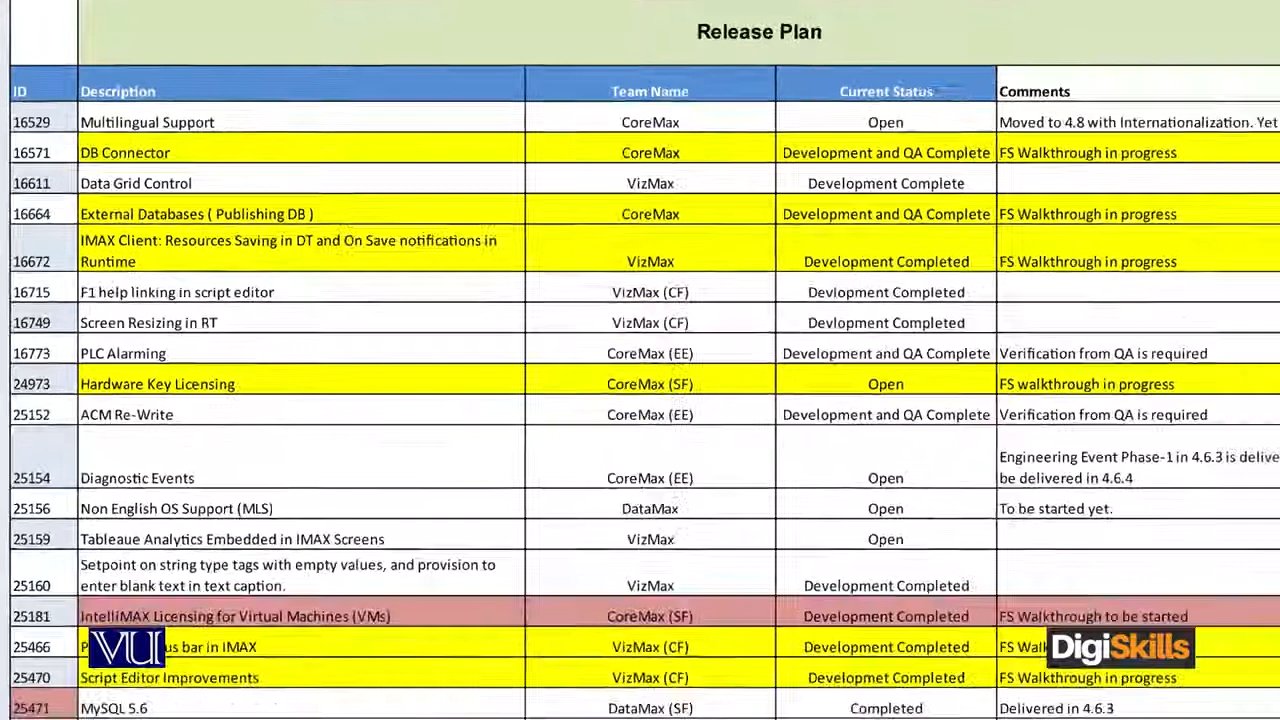 Release Plan
ID Description Team Name Current Status Comments
16529 Multilingual Support CoreMax Open Moved to 4.8 with Internationalization. Yet
16571 DB Connector CoreMax Development and QA Complete FS Walkthrough in progress
16611 Data Grid Control VizMax Development Complete
16664 External Databases ( Publishing DB ) CoreMax Development and QA Complete FS Walkthrough in progress
IMAX Client: Resources Saving in DT and On Save notifications in
16672 Runtime VizMax Development Completed FS Walkthrough in progress
16715 F1 help linking in script editor VizMax (CF) Devlopment Completed
16749 Screen Resizing in RT VizMax (CF) Devlopment Completed
16773 PLC Alarming CoreMax (EE) Development and QA Complete Verification from QA is required
24973 Hardware Key Licensing CoreMax (SF) Open FS walkthrough in progress
25152 ACM Re-Write CoreMax (EE) Development and QA Complete Verification from QA is required
Engineering Event Phase-1 in 4.6.3 is delive
25154 Diagnostic Events CoreMax (EE) Open be delivered in 4.6.4
25156 Non English OS Support (MLS) DataMax Open To be started yet.
25159 Tableaue Analytics Embedded in IMAX Screens VizMax Open
Setpoint on string type tags with empty values, and provision to
25160 enter blank text in text caption. VizMax Development Completed
25181 IntelliMAX Licensing for Virtual Machines (VMs) CoreMax (SF) Development Completed FS Walkthrough to be started
25466 bar in IMAX VizMax (CF) Development Completed FS
VU
DigiSkills
25470 Script Editor Improvements VizMax (CF) Developmet Completed FS Walkthrough in progress
25471 MySQL 5.6 DataMax (SF) Completed Delivered in 4.6.3